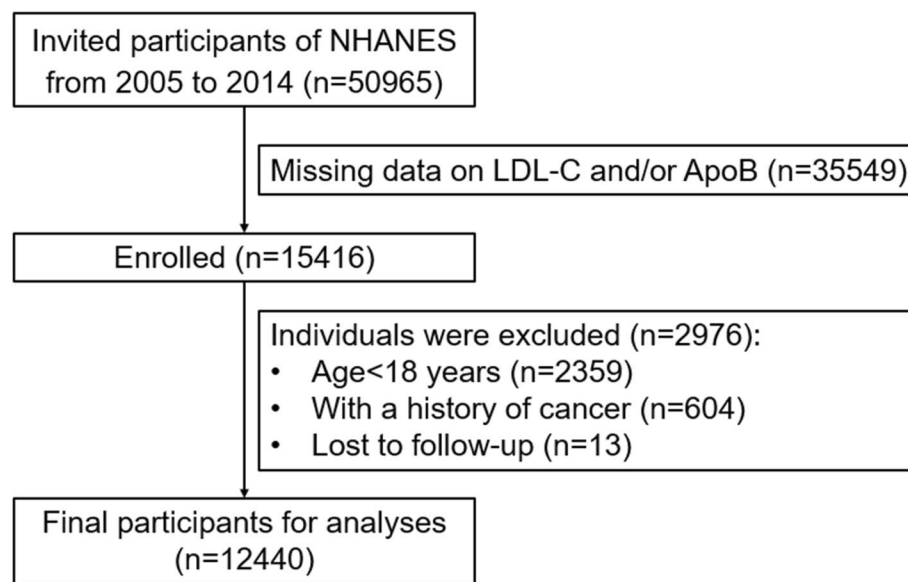 Invited participants of NHANES
from 2005 to 2014 (n=50965)
Missing data on LDL-C and/or ApoB (n=35549)
Enrolled (n=15416)
Individuals were excluded (n=2976):
• Age<18 years (n=2359)
• With a history of cancer (n=604)
• Lost to follow-up (n=13)
Final participants for analyses
(n=12440)